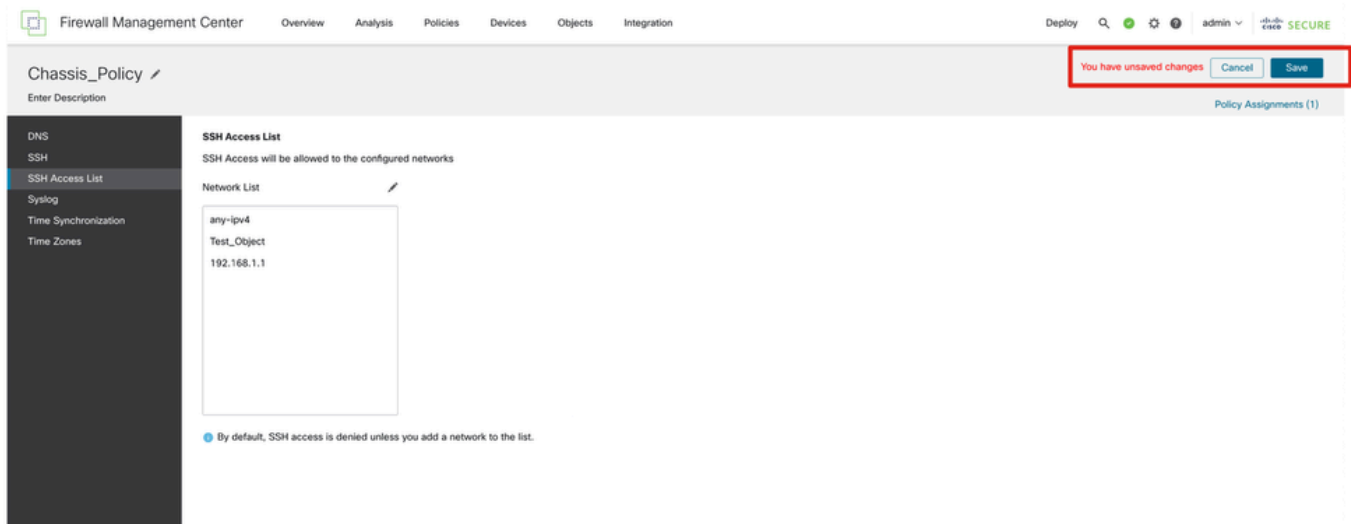 Firewall Management Center Overview Analysis Policies Devices Objects Integration Deploy admin cisco SECURE
Chassis_Policy
You have unsaved changes Cancel Save
Enter Description
Policy Assignments (1)
DNS
SSH
SSH Access List
Syslog
Time Synchronization
Time Zones
SSH Access List
SSH Access will be allowed to the configured networks
Network List
any-ipv4
Test_Object
192.168.1.1
By default, SSH access is denied unless you add a network to the list.